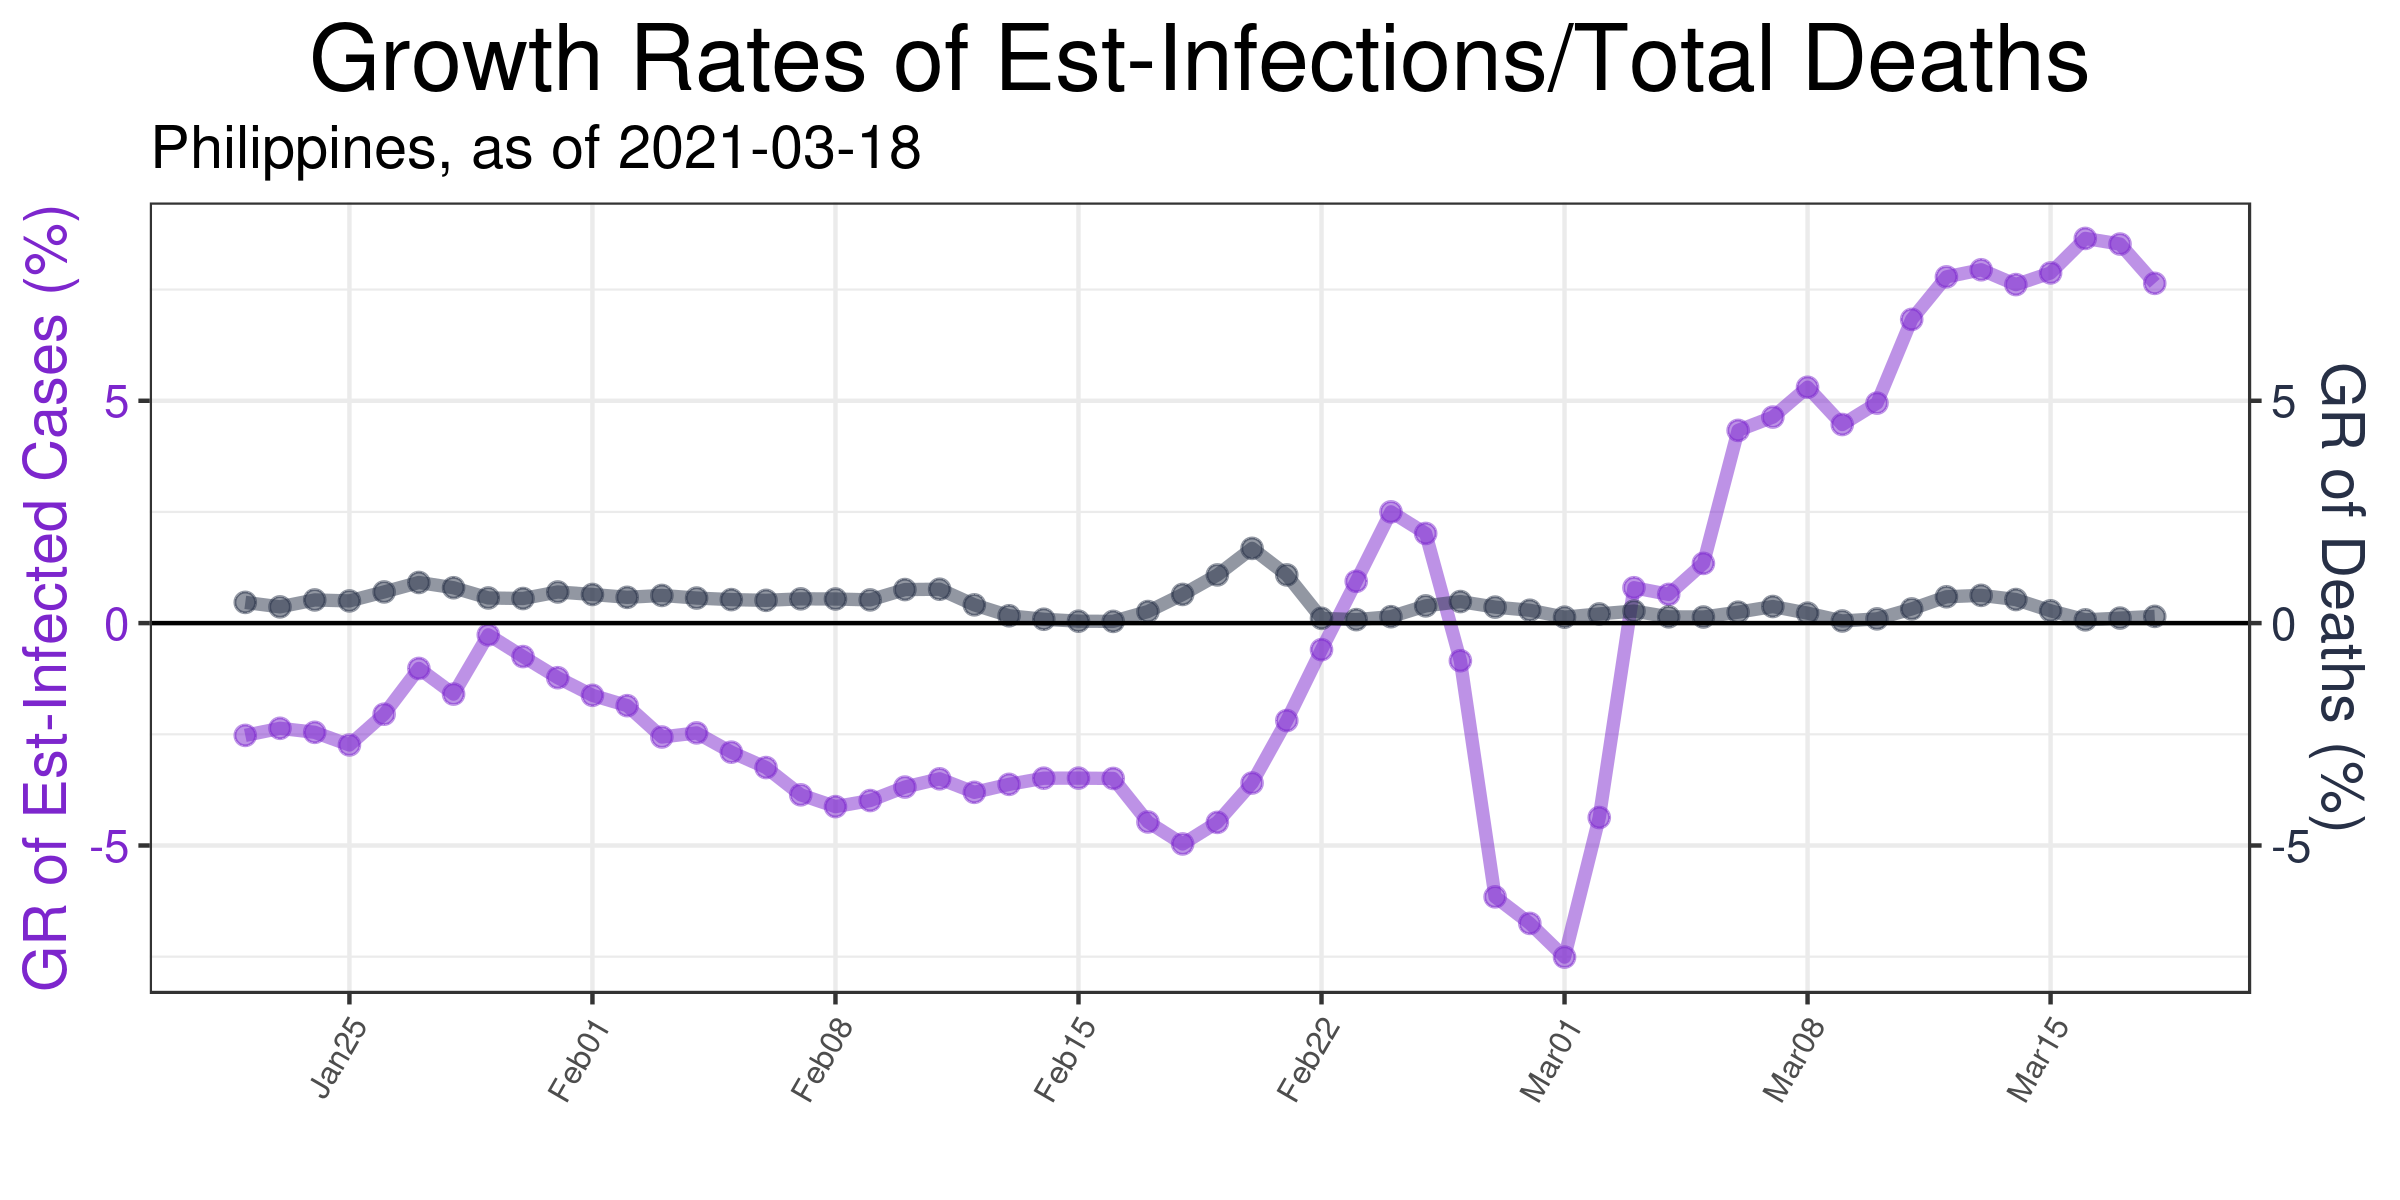 Growth Rates of Est-Infections/Total Deaths
Philippines, as of 2021-03-18
GR of Est-Infected Cases (%)
5
0
-5
GR of Deaths (%)
5
0
-5
Jan25
Feb01
Feb08
Feb15
Feb22
Mar01
Mar08
Mar15